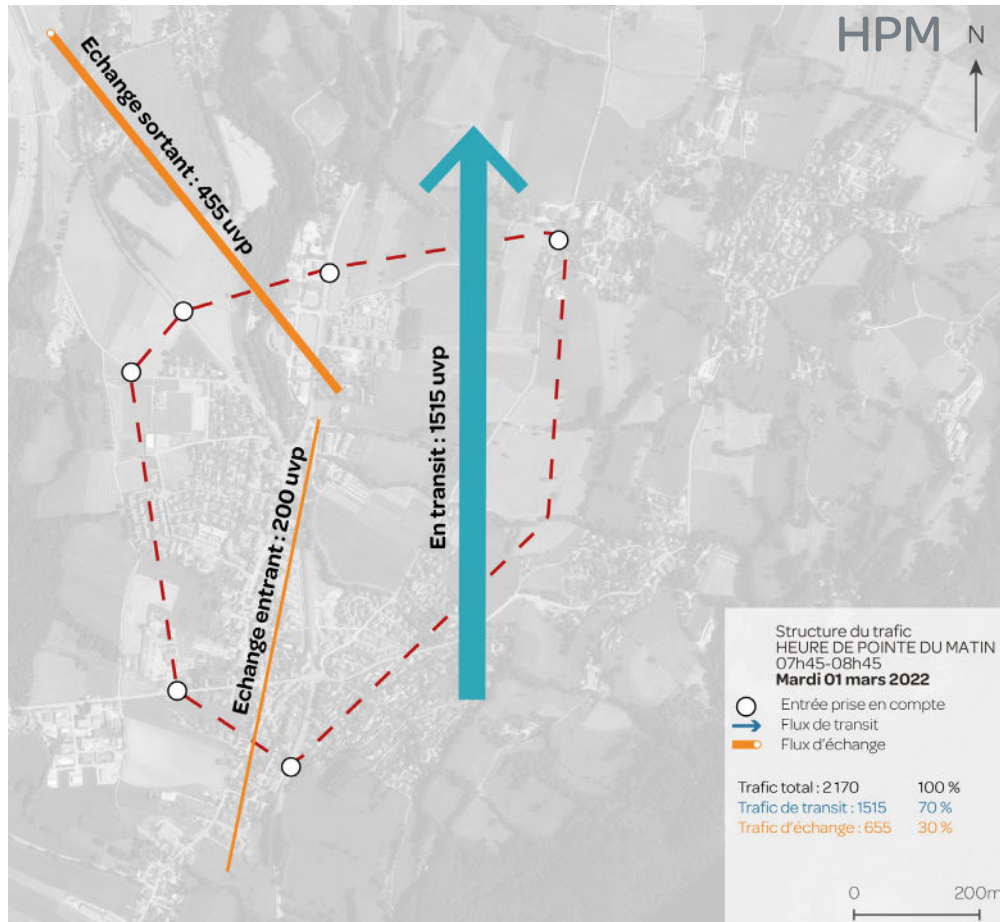 HPM
N
Echange sortant : 455 uvp
En transit : 1515 uvp
Echange entrant : 200 uvp
Structure du trafic
HEURE DE POINTE DU MATIN
07h45-08h45
Mardi 01 mars 2022
Entrée prise en compte
Flux de transit
Flux d'échange
Trafic total : 2 170 100 %
Trafic de transit : 1515 70 %
Trafic d'échange : 655 30 %
0 200m